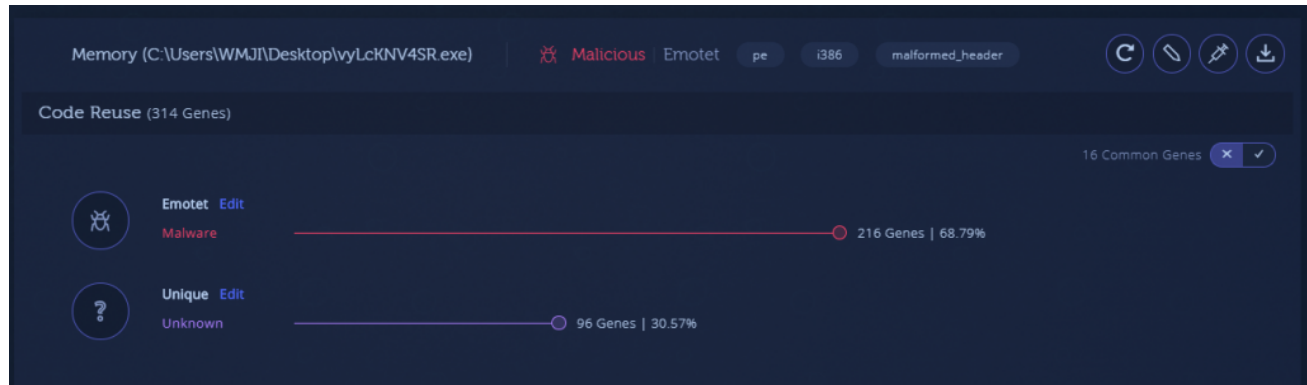 Memory (C:\Users\WMJI\Desktop\vyLcKNV4SR.exe) Malicious | Emotet pe i386 malformed_header
Code Reuse (314 Genes)
16 Common Genes
Emotet Edit
Malware 216 Genes | 68.79%
Unique Edit
Unknown 96 Genes | 30.57%